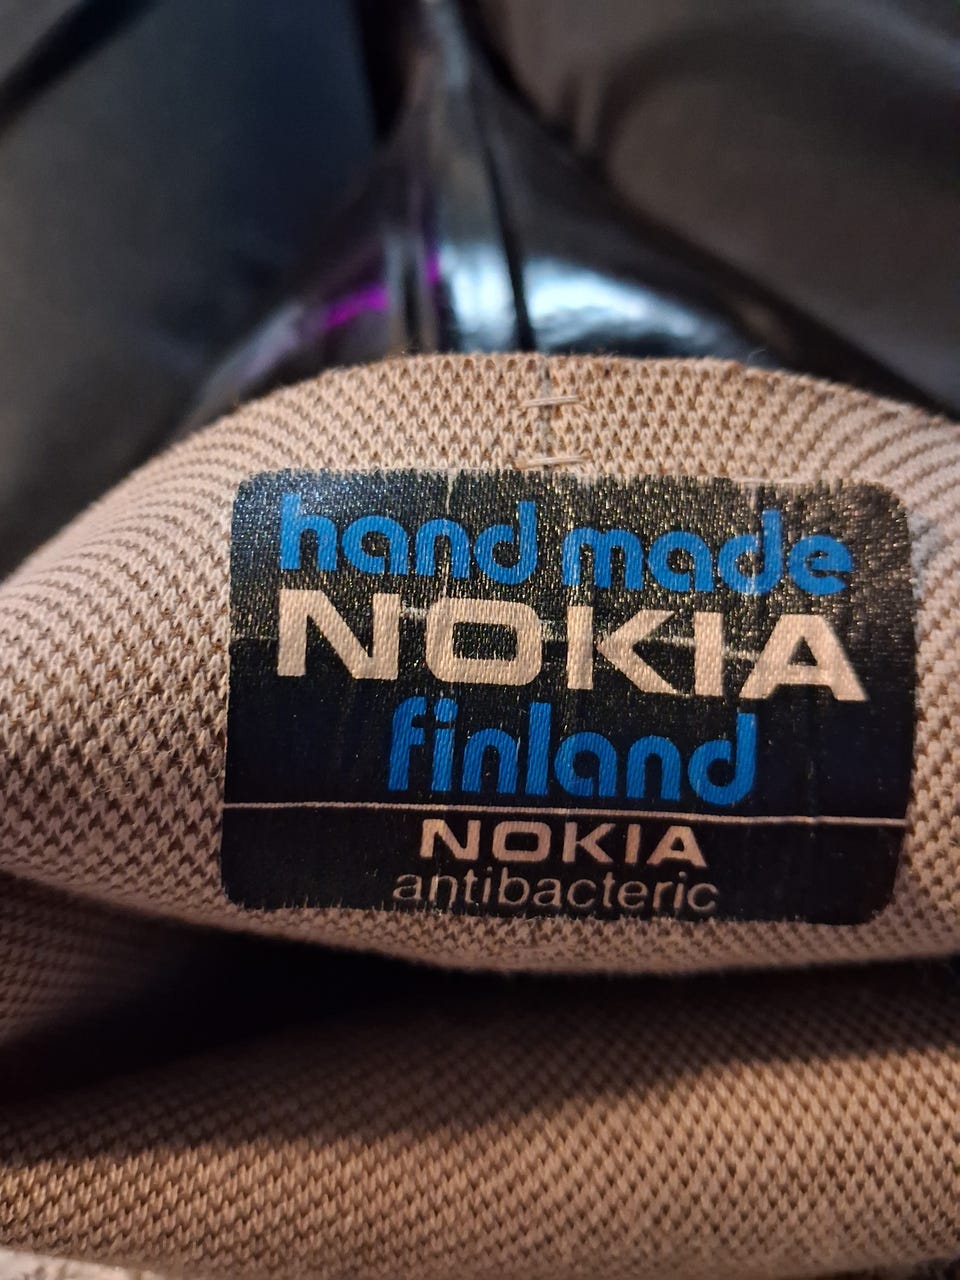 hand made
NOKIA
finland
NOKIA
antibacteric